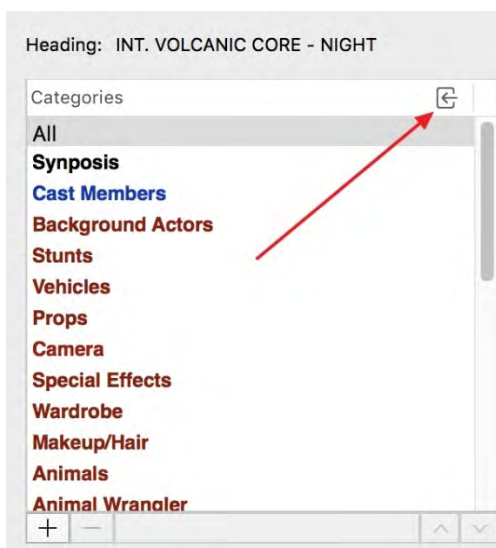 Heading: INT. VOLCANIC CORE - NIGHT
Categories
All
Synposis
Cast Members
Background Actors
Stunts
Vehicles
Props
Camera
Special Effects
Wardrobe
Makeup/Hair
Animals
Animal Wrangler